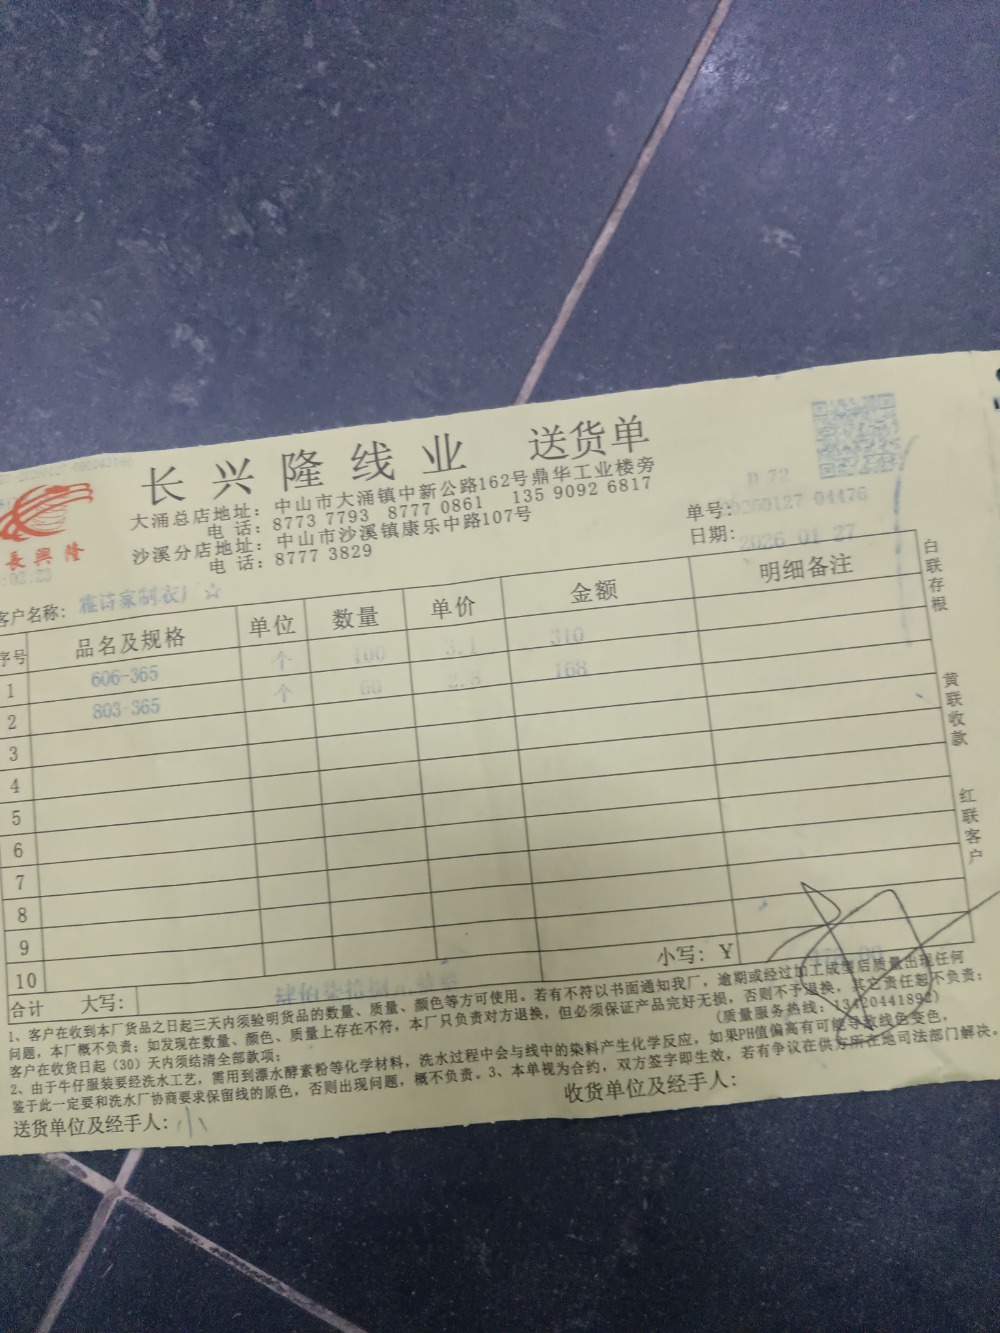 长兴隆线业 送货单
大涌总店地址：中山市大涌镇中新公路162号鼎华工业楼旁
电话：8773 7793 8777 0861 135 9092 6817
沙溪分店地址：中山市沙溪镇康乐中路107号
电话：8777 3829
長興隆
单号：20260127 04476
日期：2026 01 27
客户名称：雅诗家制衣厂☆
序号 品名及规格 单位 数量 单价 金额 明细备注
1 606-365 个 100 3.1 310
2 803-365 个 60 2.8 168
3
4
5
6
7
8
9
10
合计 大写： 小写：¥
白联存根
黄联收款
红联客户
1、客户在收到本厂货品之日起三天内须验明货品的数量、质量、颜色等方可使用。若有不符以书面通知我厂，逾期或经过加工成型后质量出现任何
问题，本厂概不负责；如发现在数量、颜色、质量上存在不符，本厂只负责对方退换，但必须保证产品完好无损，否则不予退换，其它责任恕不负责；
客户在收货日起（30）天内须结清全部款项； （质量服务热线：13420441892）
2、由于牛仔服装要经洗水工艺，需用到漂水酵素粉等化学材料，洗水过程中会与线中的染料产生化学反应，如果PH值偏高有可能导致线色变色，
鉴于此一定要和洗水厂协商要求保留线的原色，否则出现问题，概不负责。3、本单视为合约，双方签字即生效，若有争议在供方所在地司法部门解决。
送货单位及经手人：小
收货单位及经手人：